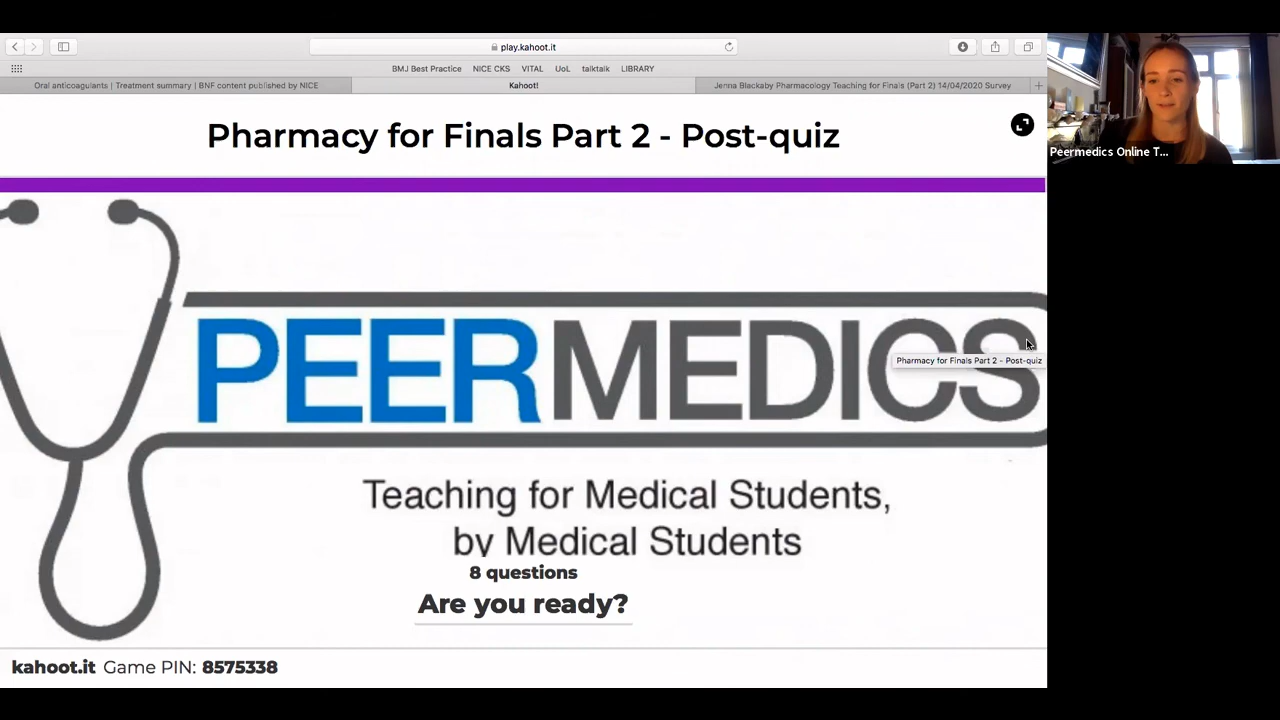 play.kahoot.it
BMJ Best Practice NICE CKS VITAL UoL talktalk LIBRARY
Oral anticoagulants | Treatment summary | BNF content published by NICE
Kahoot!
Jenna Blackaby Pharmacology Teaching for Finals (Part 2) 14/04/2020 Survey
Pharmacy for Finals Part 2 - Post-quiz
Peermedics Online T...
PEERMEDICS
Pharmacy for Finals Part 2 - Post-quiz
Teaching for Medical Students,
by Medical Students
8 questions
Are you ready?
kahoot.it Game PIN: 8575338